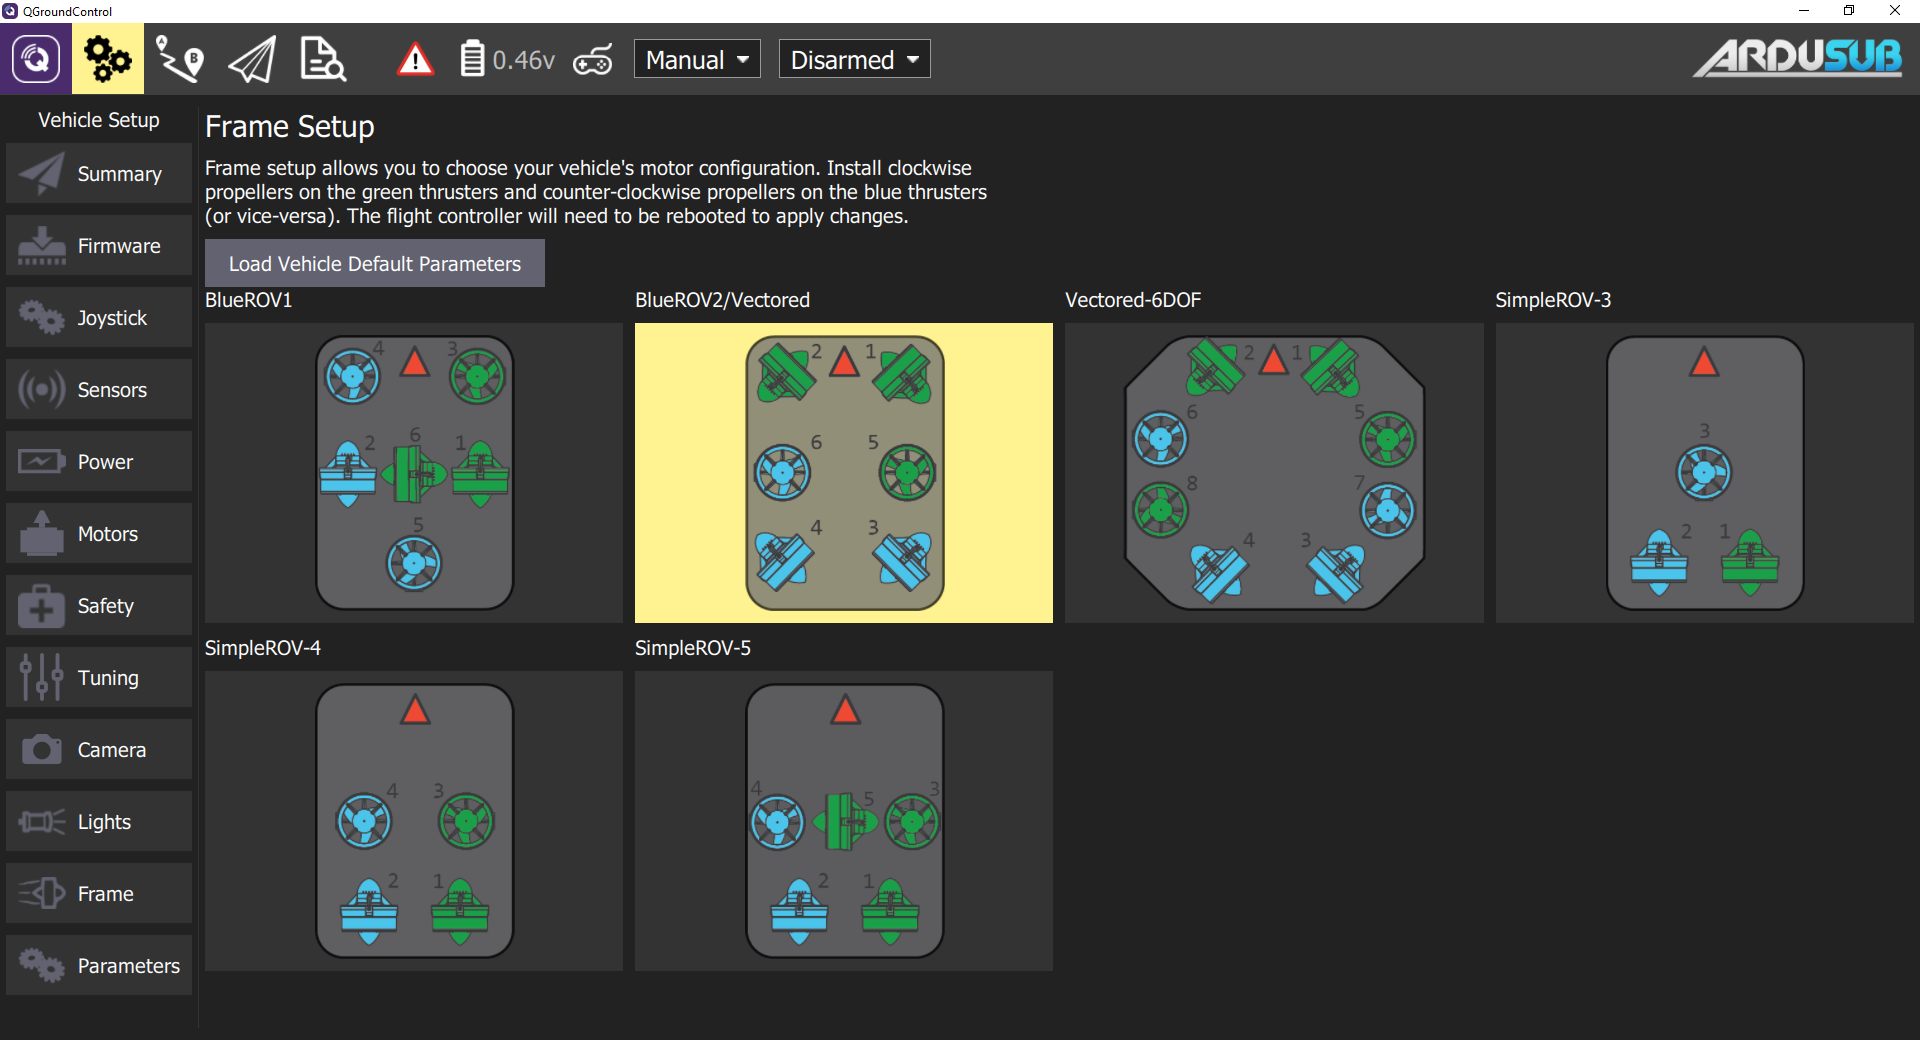 QGroundControl
0.46v
Manual
Disarmed
ARDUSUB
Vehicle Setup
Summary
Firmware
Joystick
Sensors
Power
Motors
Safety
Tuning
Camera
Lights
Frame
Parameters
Frame Setup
Frame setup allows you to choose your vehicle's motor configuration. Install clockwise
propellers on the green thrusters and counter-clockwise propellers on the blue thrusters
(or vice-versa). The flight controller will need to be rebooted to apply changes.
Load Vehicle Default Parameters
BlueROV1
4 3
2 6 1
5
BlueROV2/Vectored
2 1
6 5
4 3
Vectored-6DOF
2 1
6 5
8 7
4 3
SimpleROV-3
3
2 1
SimpleROV-4
4 3
2 1
SimpleROV-5
4 5 3
2 1